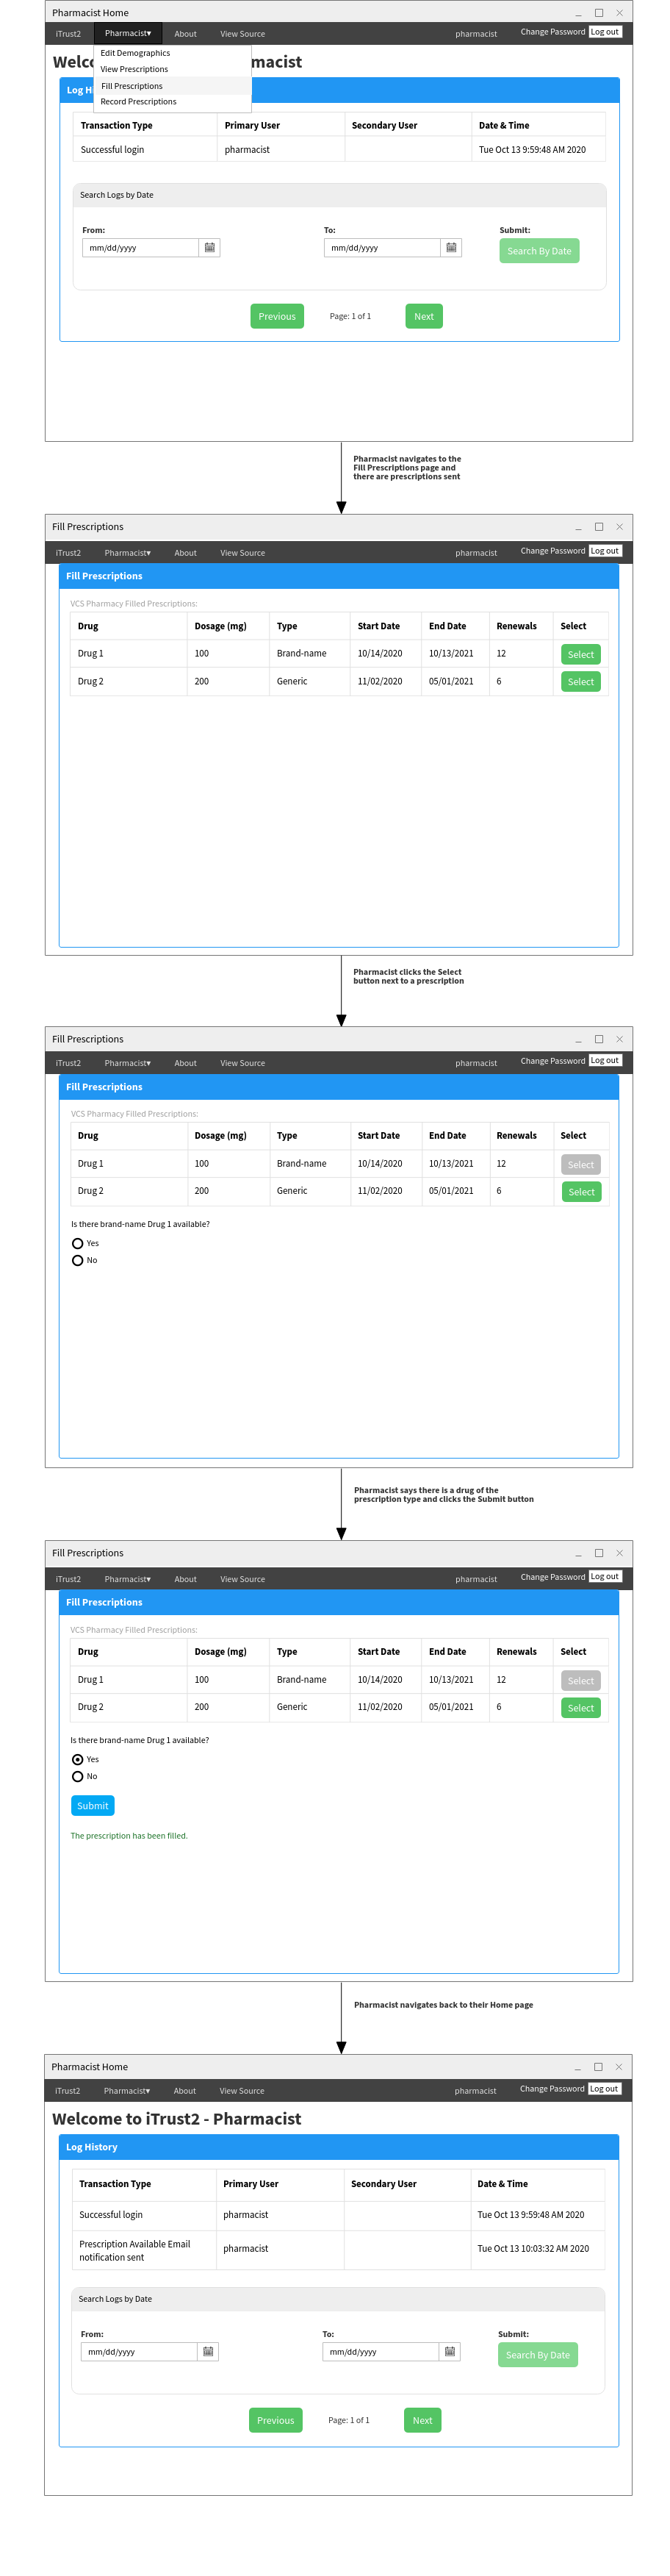 Pharmacist Home
iTrust2 Pharmacist▾ About View Source pharmacist Change Password Log out
Edit Demographics
View Prescriptions
Fill Prescriptions
Record Prescriptions
Transaction Type Primary User Secondary User Date & Time
Successful login pharmacist Tue Oct 13 9:59:48 AM 2020
Search Logs by Date
From: To: Submit:
mm/dd/yyyy mm/dd/yyyy Search By Date
Previous Page: 1 of 1 Next
Pharmacist navigates to the
Fill Prescriptions page and
there are prescriptions sent
Fill Prescriptions
iTrust2 Pharmacist▾ About View Source pharmacist Change Password Log out
Fill Prescriptions
VCS Pharmacy Filled Prescriptions:
Drug Dosage (mg) Type Start Date End Date Renewals Select
Drug 1 100 Brand-name 10/14/2020 10/13/2021 12 Select
Drug 2 200 Generic 11/02/2020 05/01/2021 6 Select
Pharmacist clicks the Select
button next to a prescription
Fill Prescriptions
iTrust2 Pharmacist▾ About View Source pharmacist Change Password Log out
Fill Prescriptions
VCS Pharmacy Filled Prescriptions:
Drug Dosage (mg) Type Start Date End Date Renewals Select
Drug 1 100 Brand-name 10/14/2020 10/13/2021 12 Select
Drug 2 200 Generic 11/02/2020 05/01/2021 6 Select
Is there brand-name Drug 1 available?
Yes
No
Pharmacist says there is a drug of the
prescription type and clicks the Submit button
Fill Prescriptions
iTrust2 Pharmacist▾ About View Source pharmacist Change Password Log out
Fill Prescriptions
VCS Pharmacy Filled Prescriptions:
Drug Dosage (mg) Type Start Date End Date Renewals Select
Drug 1 100 Brand-name 10/14/2020 10/13/2021 12 Select
Drug 2 200 Generic 11/02/2020 05/01/2021 6 Select
Is there brand-name Drug 1 available?
Yes
No
Submit
The prescription has been filled.
Pharmacist navigates back to their Home page
Pharmacist Home
iTrust2 Pharmacist▾ About View Source pharmacist Change Password Log out
Welcome to iTrust2 - Pharmacist
Log History
Transaction Type Primary User Secondary User Date & Time
Successful login pharmacist Tue Oct 13 9:59:48 AM 2020
Prescription Available Email
notification sent pharmacist Tue Oct 13 10:03:32 AM 2020
Search Logs by Date
From: To: Submit:
mm/dd/yyyy mm/dd/yyyy Search By Date
Previous Page: 1 of 1 Next